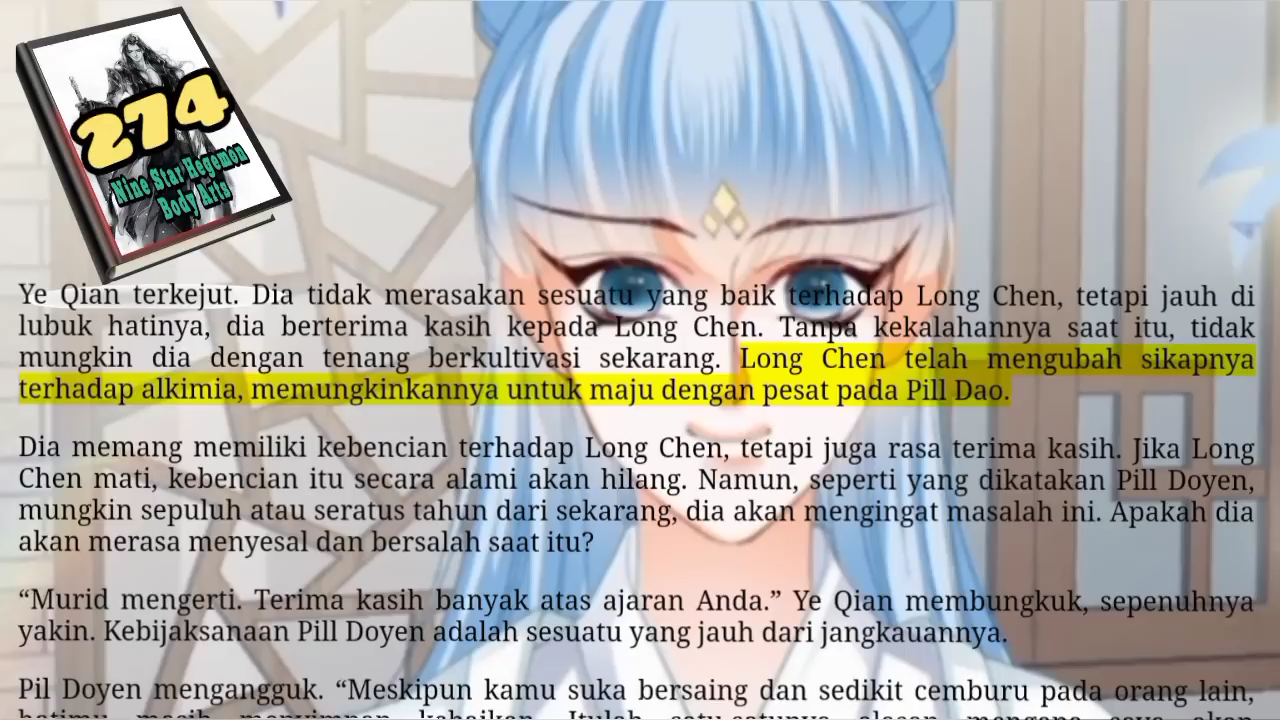 274
Nine Star Hegemon
Body Arts
Ye Qian terkejut. Dia tidak merasakan sesuatu yang baik terhadap Long Chen, tetapi jauh di
lubuk hatinya, dia berterima kasih kepada Long Chen. Tanpa kekalahannya saat itu, tidak
mungkin dia dengan tenang berkultivasi sekarang. Long Chen telah mengubah sikapnya
terhadap alkimia, memungkinkannya untuk maju dengan pesat pada Pill Dao.
Dia memang memiliki kebencian terhadap Long Chen, tetapi juga rasa terima kasih. Jika Long
Chen mati, kebencian itu secara alami akan hilang. Namun, seperti yang dikatakan Pill Doyen,
mungkin sepuluh atau seratus tahun dari sekarang, dia akan mengingat masalah ini. Apakah dia
akan merasa menyesal dan bersalah saat itu?
“Murid mengerti. Terima kasih banyak atas ajaran Anda.” Ye Qian membungkuk, sepenuhnya
yakin. Kebijaksanaan Pill Doyen adalah sesuatu yang jauh dari jangkauannya.
Pil Doyen mengangguk. “Meskipun kamu suka bersaing dan sedikit cemburu pada orang lain,